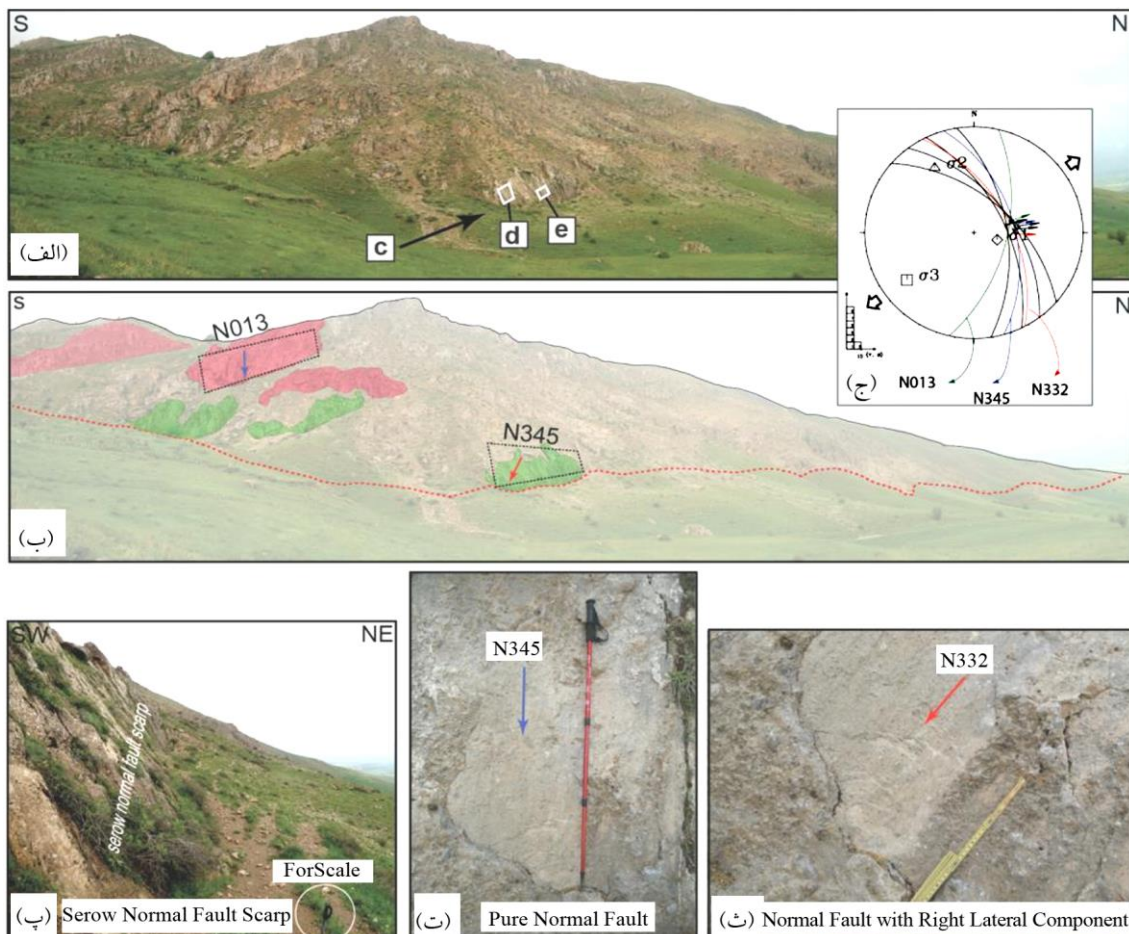 S N
c
d
e
(الف)
N
σ2
σ1
σ3
(ج)
N013
N345
N332
s N
N013
N345
(ب)
SW NE
serow normal fault scarp
ForScale
(پ) Serow Normal Fault Scarp
N345
(ت) Pure Normal Fault
N332
(ث) Normal Fault with Right Lateral Component